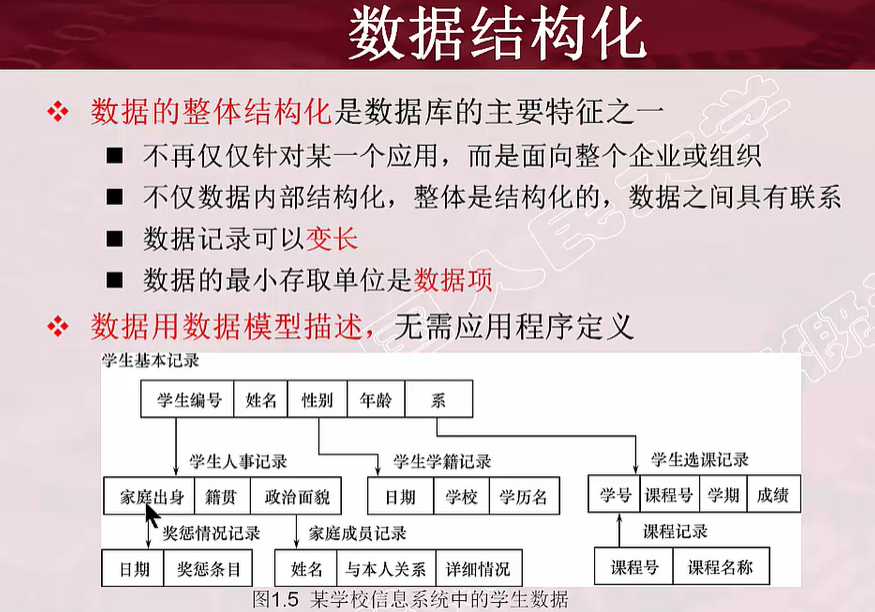 数据结构化
数据的整体结构化是数据库的主要特征之一
不再仅仅针对某一个应用，而是面向整个企业或组织
不仅数据内部结构化，整体是结构化的，数据之间具有联系
数据记录可以变长
数据的最小存取单位是数据项
数据用数据模型描述，无需应用程序定义
学生基本记录
学生编号 姓名 性别 年龄 系
学生人事记录 学生学籍记录 学生选课记录
家庭出身 籍贯 政治面貌 日期 学校 学历名 学号 课程号 学期 成绩
奖惩情况记录 家庭成员记录 课程记录
日期 奖惩条目 姓名 与本人关系 详细情况 课程号 课程名称
图1.5 某学校信息系统中的学生数据